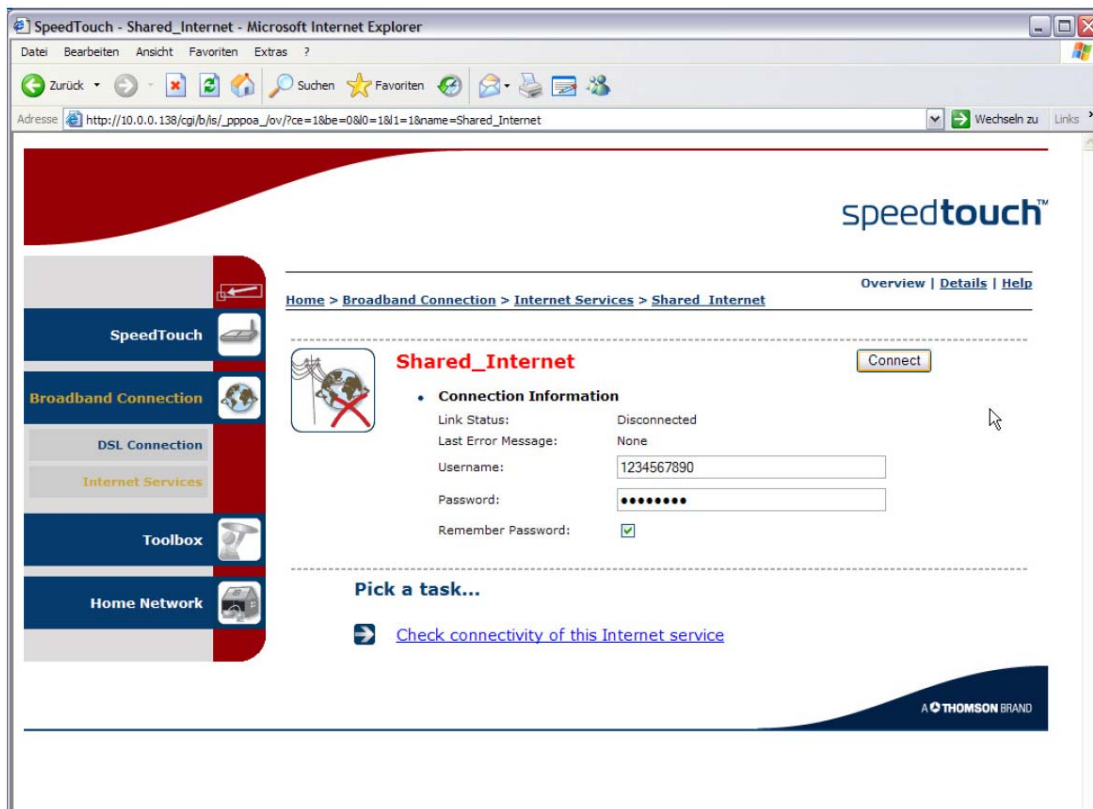 SpeedTouch - Shared_Internet - Microsoft Internet Explorer
Datei Bearbeiten Ansicht Favoriten Extras ?
Zurück Suchen Favoriten
Adresse http://10.0.0.138/cgi/b/is/_pppoa_/ov/?ce=1&be=0&l0=1&l1=1&name=Shared_Internet Wechseln zu Links
speedtouch™
Overview | Details | Help
Home > Broadband Connection > Internet Services > Shared_Internet
SpeedTouch
Broadband Connection
DSL Connection
Internet Services
Toolbox
Home Network
Shared_Internet Connect
• Connection Information
Link Status: Disconnected
Last Error Message: None
Username: 1234567890
Password: ••••••••
Remember Password:
Pick a task...
Check connectivity of this Internet service
A THOMSON BRAND